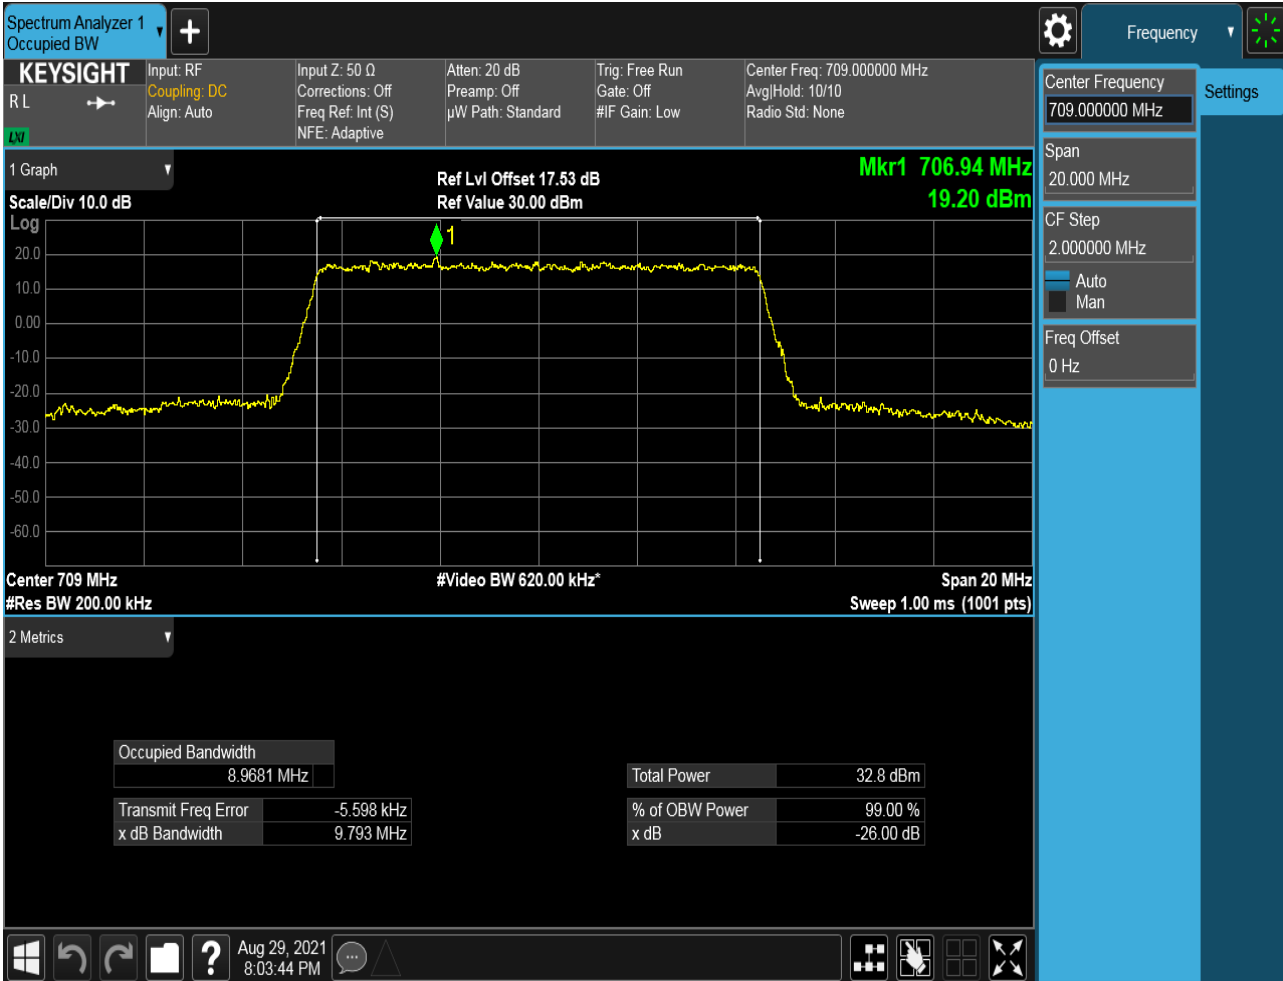 Spectrum Analyzer 1
Occupied BW
+
Frequency
KEYSIGHT
R L
LXI
Input: RF
Coupling: DC
Align: Auto
Input Z: 50 Ω
Corrections: Off
Freq Ref: Int (S)
NFE: Adaptive
Atten: 20 dB
Preamp: Off
µW Path: Standard
Trig: Free Run
Gate: Off
#IF Gain: Low
Center Freq: 709.000000 MHz
Avg|Hold: 10/10
Radio Std: None
Center Frequency
709.000000 MHz
Settings
Span
20.000 MHz
CF Step
2.000000 MHz
Auto
Man
Freq Offset
0 Hz
1 Graph
Scale/Div 10.0 dB
Log
Ref Lvl Offset 17.53 dB
Ref Value 30.00 dBm
Mkr1 706.94 MHz
19.20 dBm
1
20.0
10.0
0.00
-10.0
-20.0
-30.0
-40.0
-50.0
-60.0
Center 709 MHz
#Res BW 200.00 kHz
#Video BW 620.00 kHz*
Span 20 MHz
Sweep 1.00 ms (1001 pts)
2 Metrics
Occupied Bandwidth
8.9681 MHz
Transmit Freq Error -5.598 kHz
x dB Bandwidth 9.793 MHz
Total Power 32.8 dBm
% of OBW Power 99.00 %
x dB -26.00 dB
?
Aug 29, 2021
8:03:44 PM